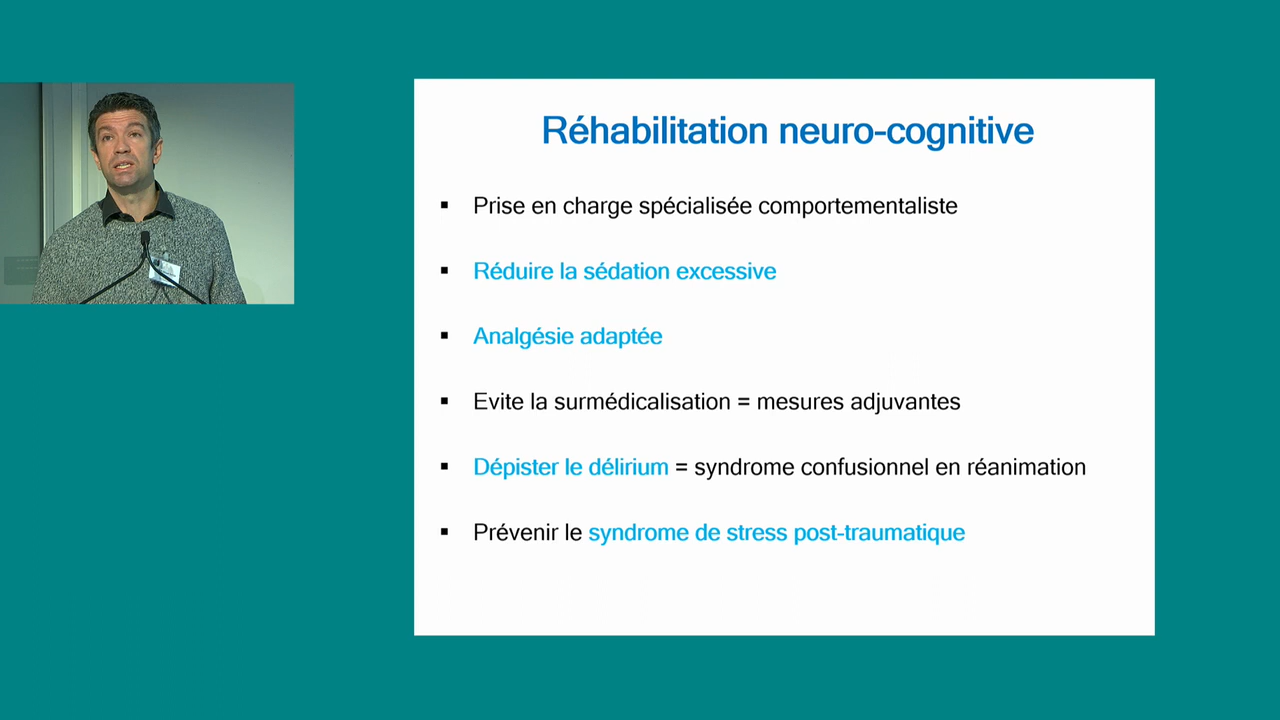 Réhabilitation neuro-cognitive
▪ Prise en charge spécialisée comportementaliste
▪ Réduire la sédation excessive
▪ Analgésie adaptée
▪ Evite la surmédicalisation = mesures adjuvantes
▪ Dépister le délirium = syndrome confusionnel en réanimation
▪ Prévenir le syndrome de stress post-traumatique